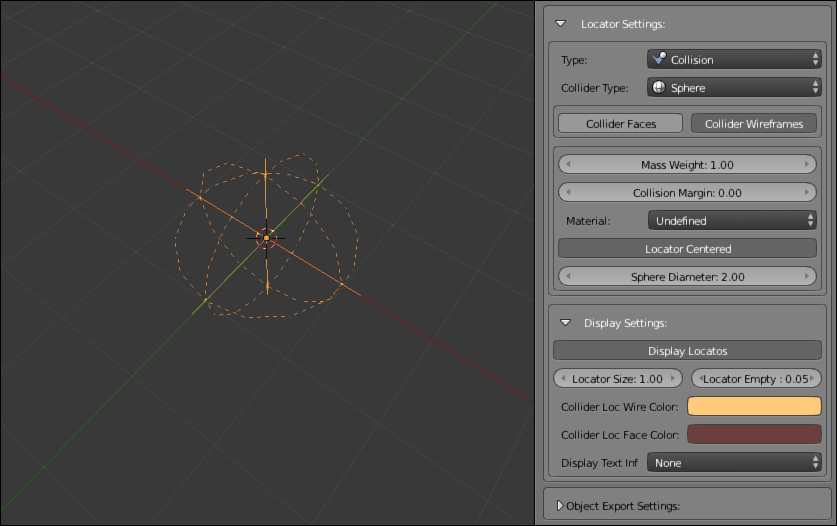 Locator Settings:
Type: Collision
Collider Type: Sphere
Collider Faces Collider Wireframes
Mass Weight: 1.00
Collision Margin: 0.00
Material: Undefined
Locator Centered
Sphere Diameter: 2.00
Display Settings:
Display Locatos
Locator Size: 1.00 Locator Empty : 0.05
Collider Loc Wire Color:
Collider Loc Face Color:
Display Text Inf None
Object Export Settings: